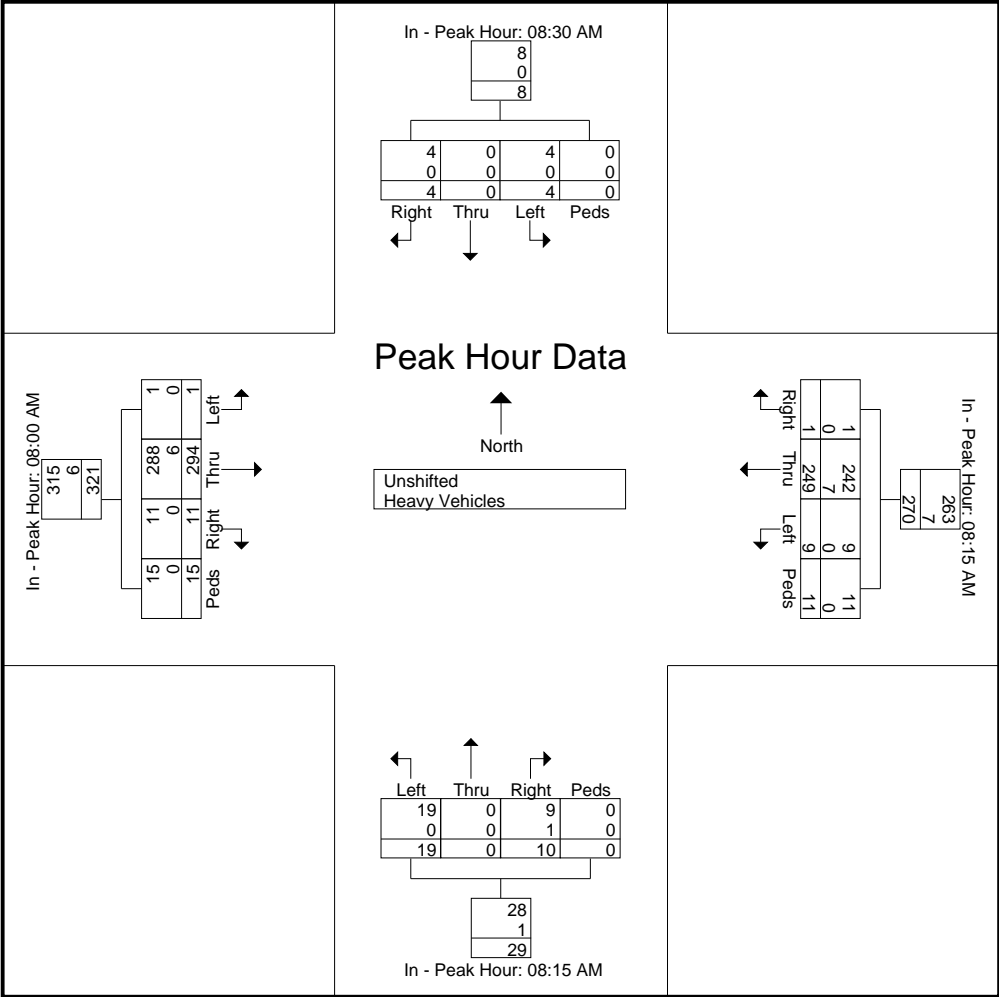 In - Peak Hour: 08:30 AM
8
0
8
4 0 4 0
0 0 0 0
4 0 4 0
Right Thru Left Peds
Peak Hour Data
North
Unshifted
Heavy Vehicles
In - Peak Hour: 08:00 AM
315
6
321
1 288 11 15
0 6 0 0
1 294 11 15
Left Thru Right Peds
In - Peak Hour: 08:15 AM
263
7
270
1 242 9 11
0 7 0 0
1 249 9 11
Right Thru Left Peds
Left Thru Right Peds
19 0 9 0
0 0 1 0
19 0 10 0
28
1
29
In - Peak Hour: 08:15 AM